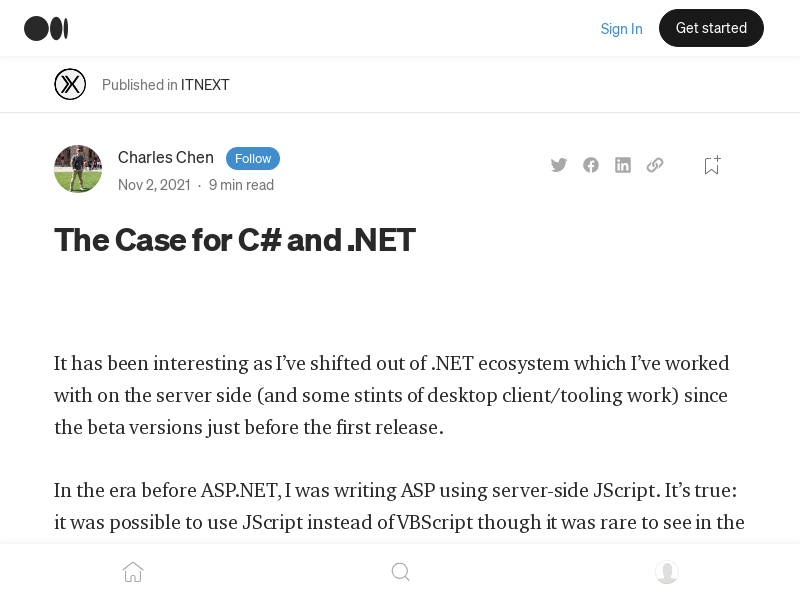 Sign In
Get started
Published in ITNEXT
Charles Chen
Follow
Nov 2, 2021 · 9 min read
The Case for C# and .NET
It has been interesting as I’ve shifted out of .NET ecosystem which I’ve worked
with on the server side (and some stints of desktop client/tooling work) since
the beta versions just before the first release.
In the era before ASP.NET, I was writing ASP using server-side JScript. It’s true:
it was possible to use JScript instead of VBScript though it was rare to see in the